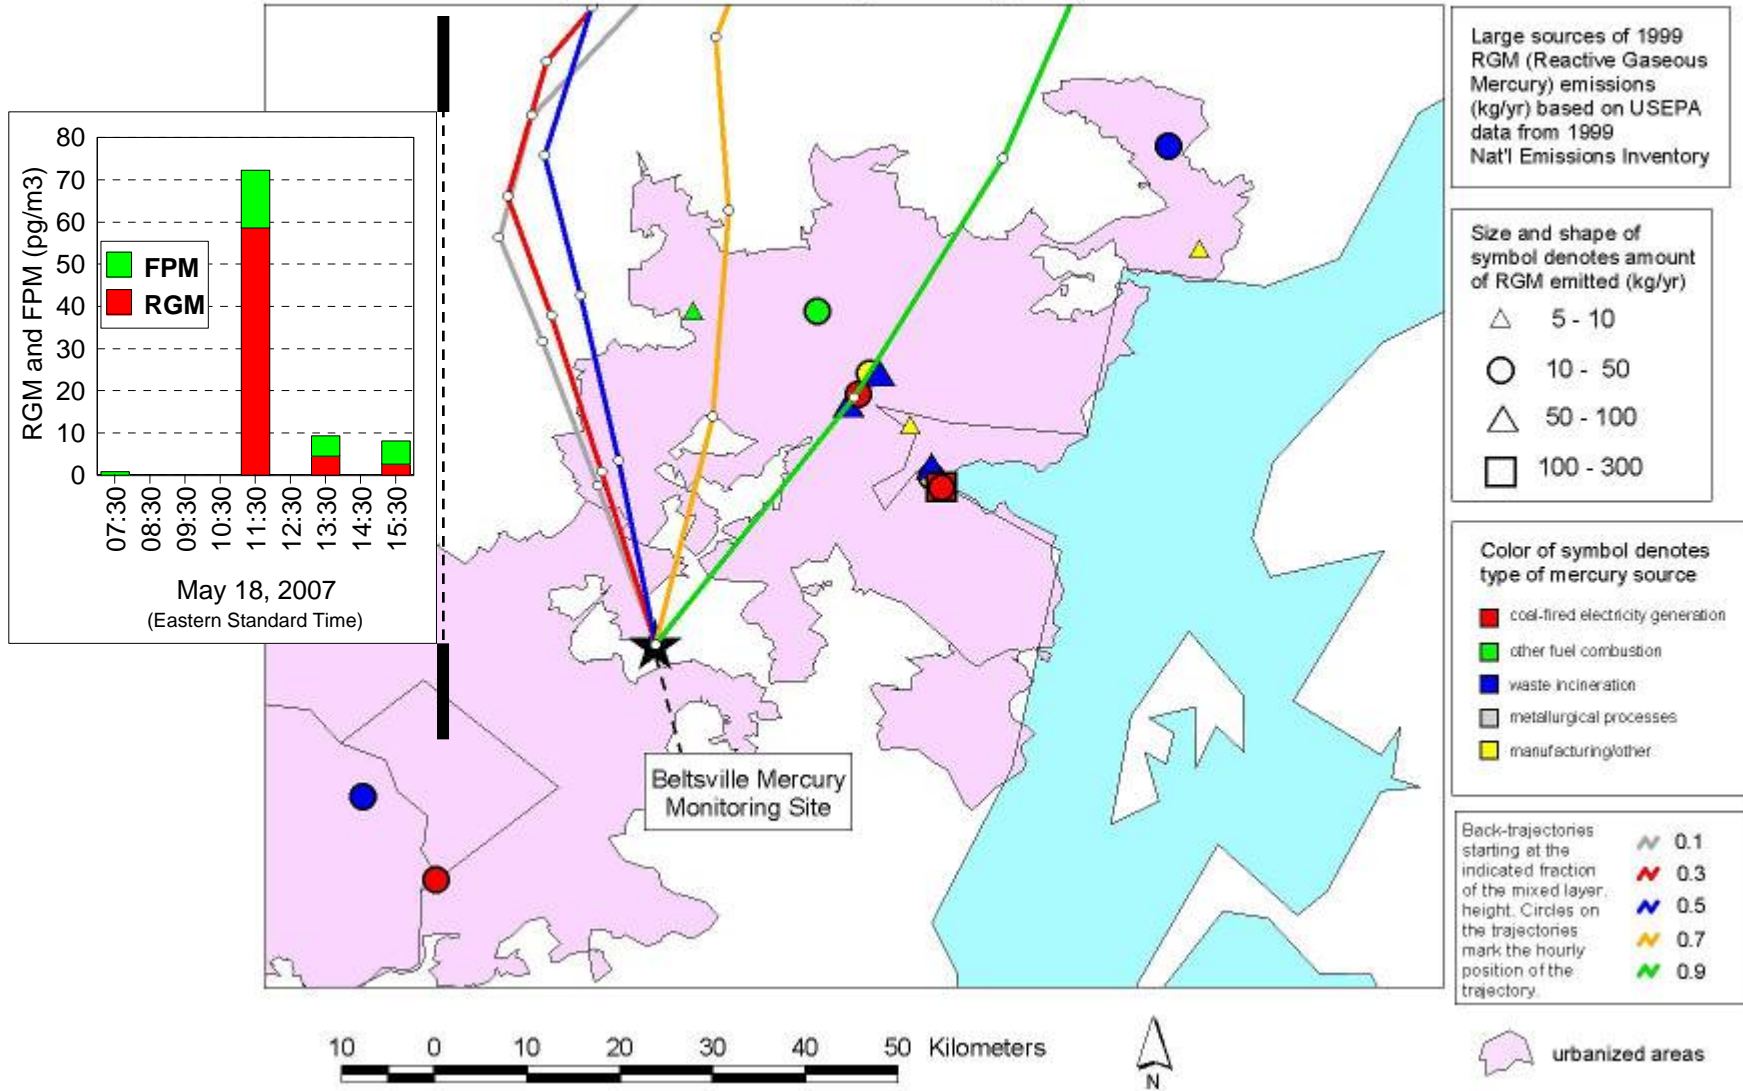 Large sources of 1999
RGM (Reactive Gaseous
Mercury) emissions
(kg/yr) based on USEPA
data from 1999
Nat'l Emissions Inventory
RGM and FPM (pg/m3)
80
70
60
50
40
30
20
10
0
FPM
RGM
07:30
08:30
09:30
10:30
11:30
12:30
13:30
14:30
15:30
May 18, 2007
(Eastern Standard Time)
Size and shape of
symbol denotes amount
of RGM emitted (kg/yr)
5 - 10
10 - 50
50 - 100
100 - 300
Color of symbol denotes
type of mercury source
coal-fired electricity generation
other fuel combustion
waste incineration
metallurgical processes
manufacturing/other
Beltsville Mercury
Monitoring Site
Back-trajectories
starting at the
indicated fraction
of the mixed layer.
height. Circles on
the trajectories
mark the hourly
position of the
trajectory.
0.1
0.3
0.5
0.7
0.9
10 0 10 20 30 40 50 Kilometers
N
urbanized areas